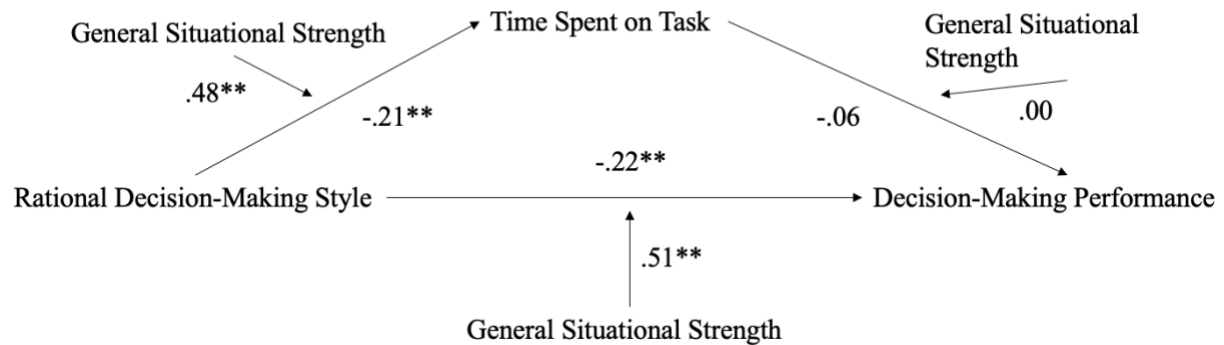 General Situational Strength
Time Spent on Task
General Situational
Strength
.48**
-.21**
-.06
.00
-.22**
Rational Decision-Making Style
Decision-Making Performance
.51**
General Situational Strength